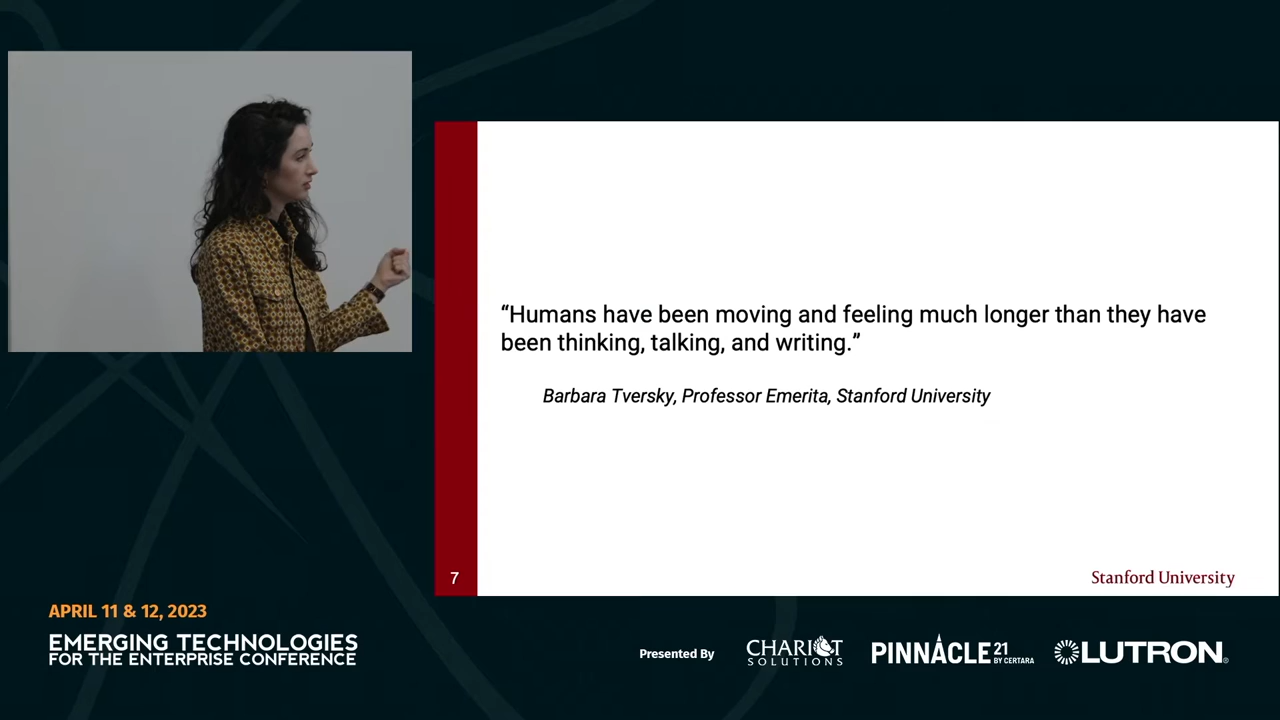 “Humans have been moving and feeling much longer than they have
been thinking, talking, and writing.”
Barbara Tversky, Professor Emerita, Stanford University
7
Stanford University
APRIL 11 & 12, 2023
EMERGING TECHNOLOGIES
FOR THE ENTERPRISE CONFERENCE
Presented By
CHARIOT
SOLUTIONS
PINNACLE 21
BY CERTARA
LUTRON®